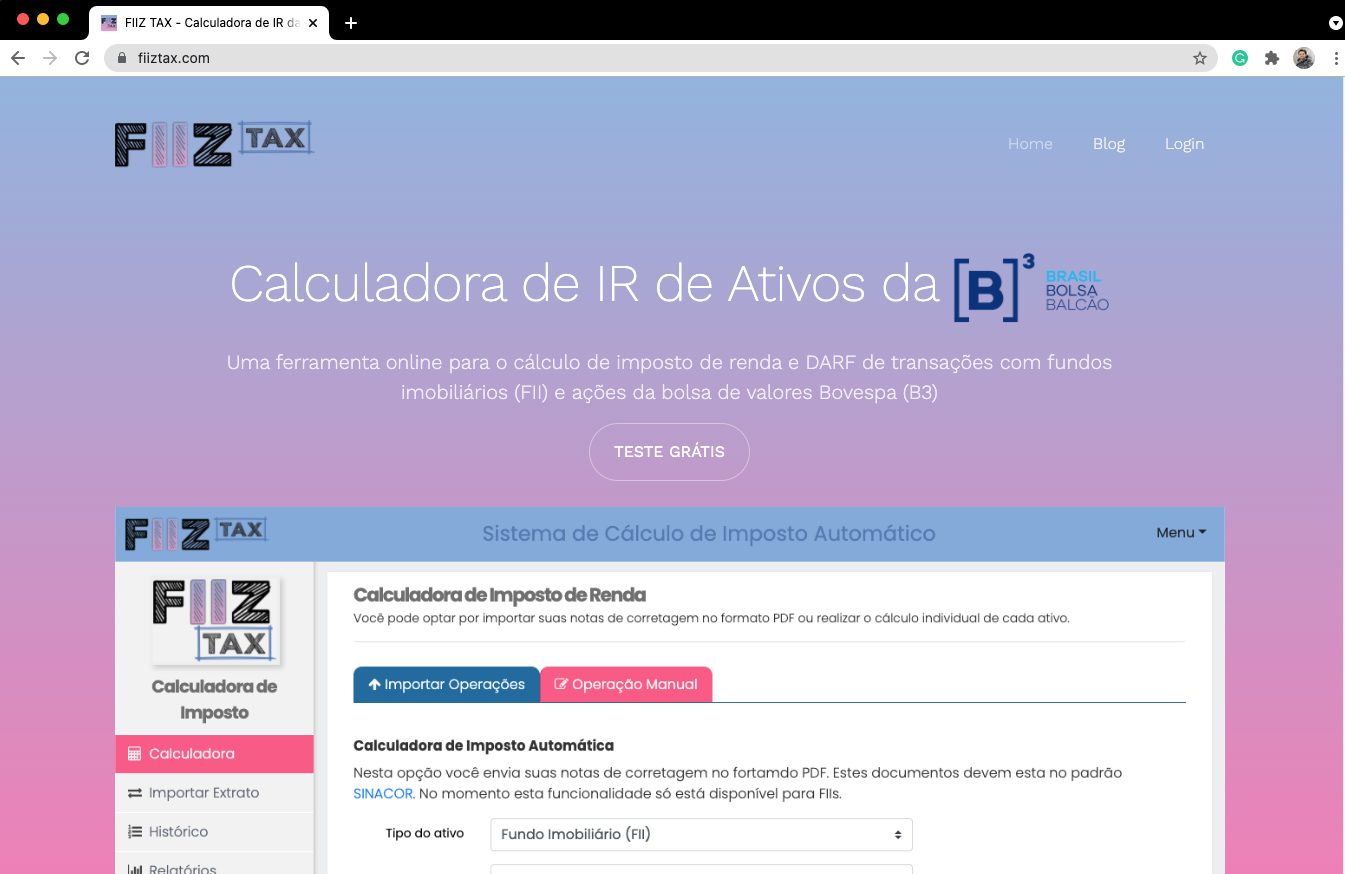 FIIZ TAX - Calculadora de IR da
fiiztax.com
FIIZ TAX
Home
Blog
Login
Calculadora de IR de Ativos da [B]³ BRASIL
BOLSA
BALCÃO
Uma ferramenta online para o cálculo de imposto de renda e DARF de transações com fundos
imobiliários (FII) e ações da bolsa de valores Bovespa (B3)
TESTE GRÁTIS
FIIZ TAX
Sistema de Cálculo de Imposto Automático
Menu
FIIZ
TAX
Calculadora de
Imposto
Calculadora
Importar Extrato
Histórico
Relatórios
Calculadora de Imposto de Renda
Você pode optar por importar suas notas de corretagem no formato PDF ou realizar o cálculo individual de cada ativo.
Importar Operações
Operação Manual
Calculadora de Imposto Automática
Nesta opção você envia suas notas de corretagem no fortamdo PDF. Estes documentos devem esta no padrão
SINACOR. No momento esta funcionalidade só está disponível para FIIs.
Tipo do ativo
Fundo Imobiliário (FII)